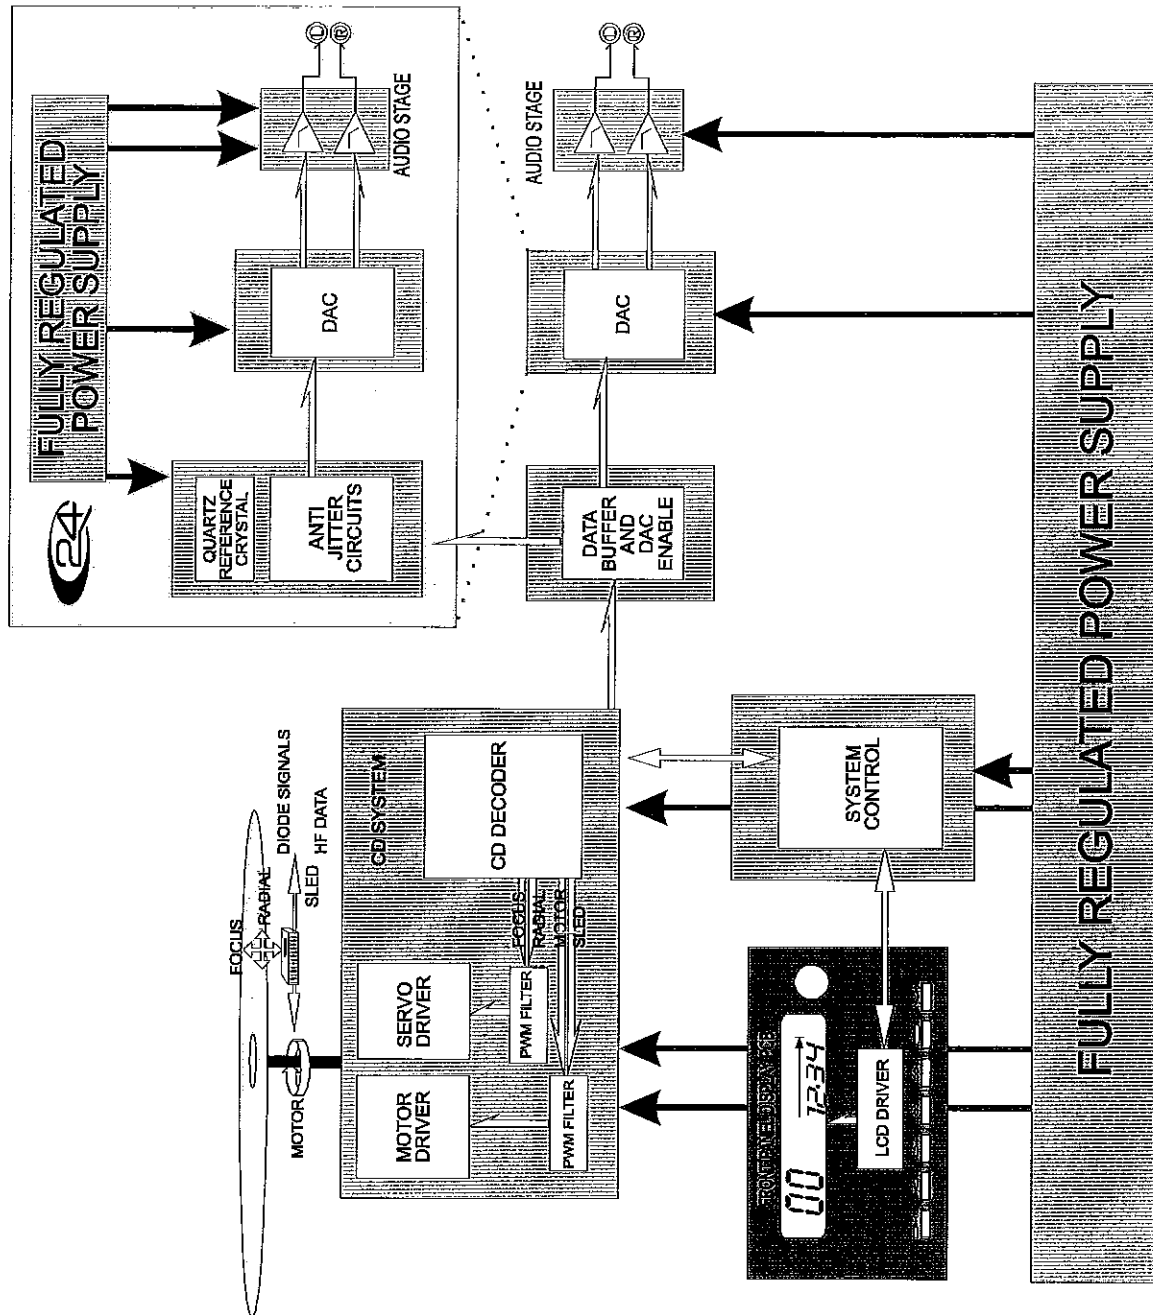 FOCUS
RADIAL
DIODE SIGNALS
SLED
HF DATA
MOTOR
24
FULLY REGULATED
POWER SUPPLY
QUARTZ
REFERENCE
CRYSTAL
ANTI
JITTER
CIRCUITS
DAC
AUDIO STAGE
L
R
CD SYSTEM
CD DECODER
SERVO
DRIVER
MOTOR
DRIVER
FOCUS
RADIAL
MOTOR
SLED
PWM FILTER
PWM FILTER
DATA
BUFFER
AND
DAC
ENABLE
DAC
AUDIO STAGE
L
R
FRONT PANEL DISPLAY PCB
00
12:34
LCD DRIVER
SYSTEM
CONTROL
FULLY REGULATED POWER SUPPLY